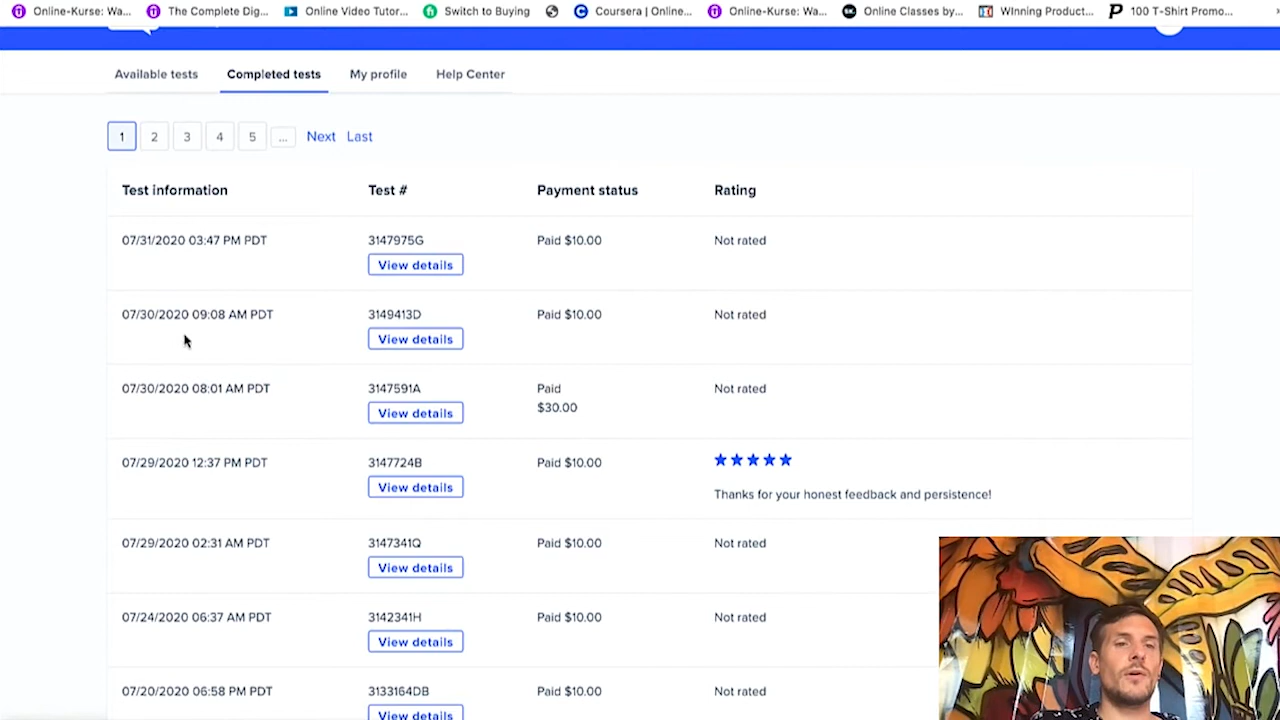 Online-Kurse: Wa... The Complete Dig... Online Video Tutor... Switch to Buying Coursera | Online... Online-Kurse: Wa... Online Classes by... WInning Product... 100 T-Shirt Promo...
Available tests Completed tests My profile Help Center
1 2 3 4 5 ... Next Last
Test information Test # Payment status Rating
07/31/2020 03:47 PM PDT 3147975G Paid $10.00 Not rated
View details
07/30/2020 09:08 AM PDT 3149413D Paid $10.00 Not rated
View details
07/30/2020 08:01 AM PDT 3147591A Paid Not rated
$30.00
View details
07/29/2020 12:37 PM PDT 3147724B Paid $10.00
View details
Thanks for your honest feedback and persistence!
07/29/2020 02:31 AM PDT 3147341Q Paid $10.00 Not rated
View details
07/24/2020 06:37 AM PDT 3142341H Paid $10.00 Not rated
View details
07/20/2020 06:58 PM PDT 3133164DB Paid $10.00 Not rated
View details